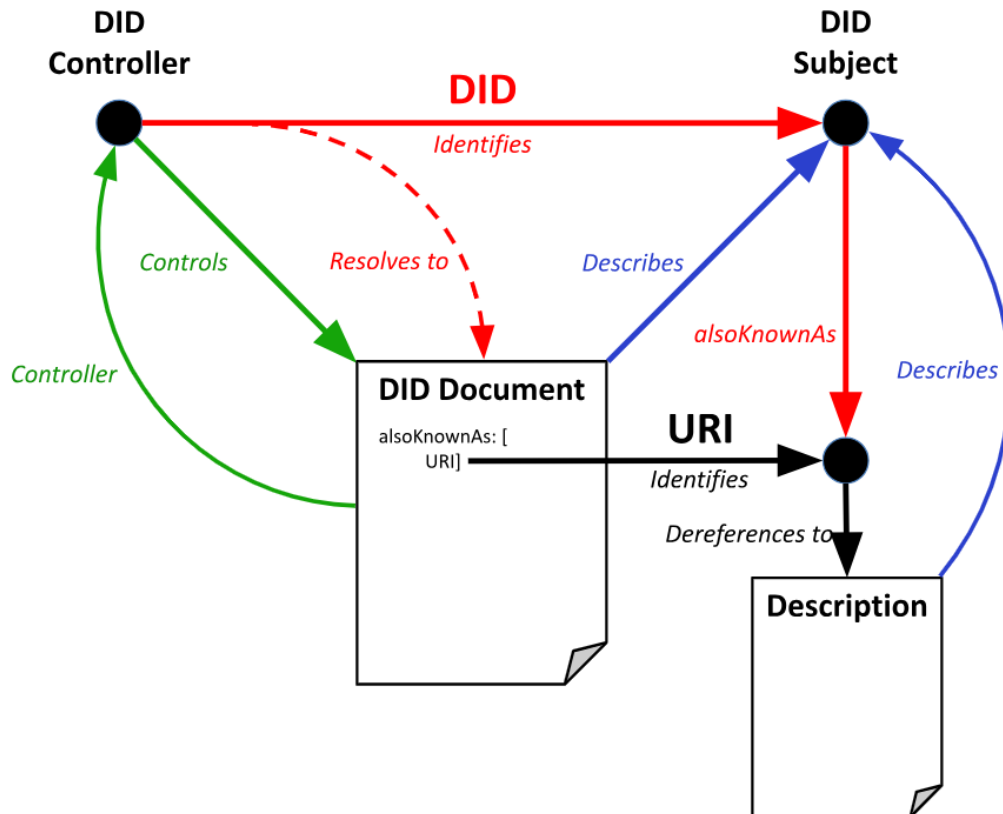 DID
Controller
DID
Subject
DID
Identifies
Controls
Resolves to
Describes
Controller
alsoKnownAs
Describes
DID Document
alsoKnownAs: [
URI]
URI
Identifies
Dereferences to
Description